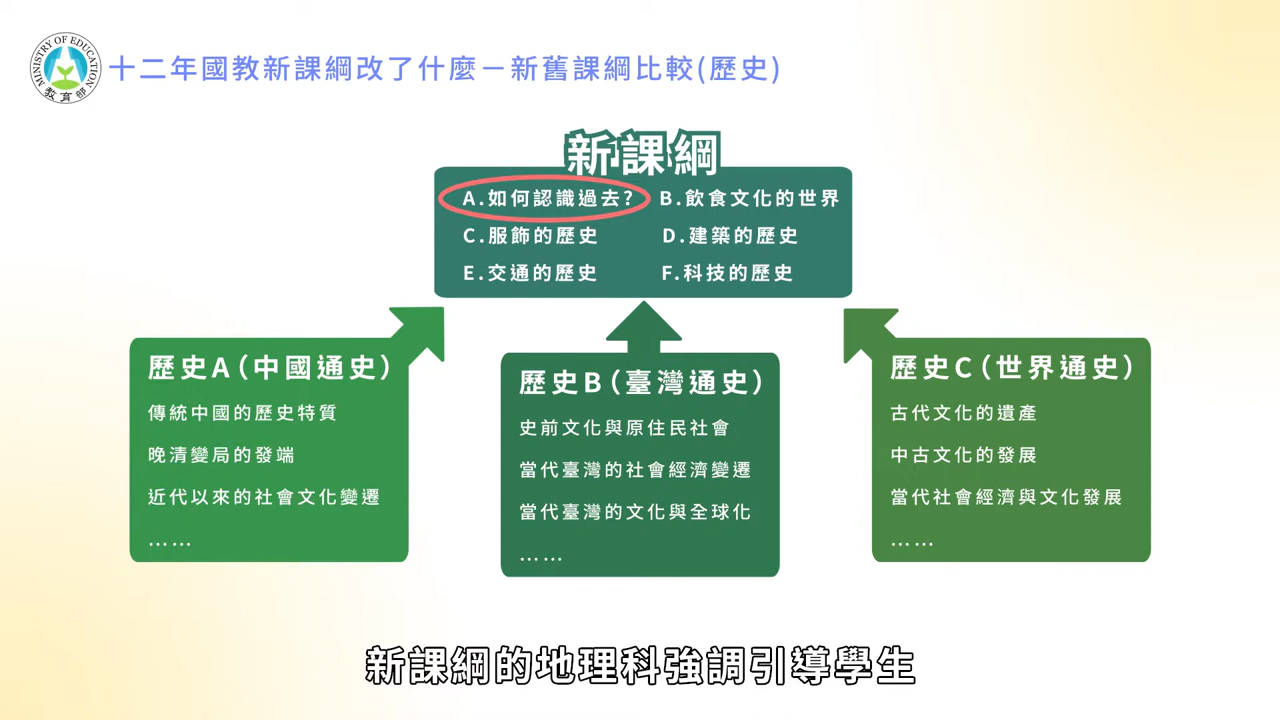 MINISTRY OF EDUCATION
教育部
十二年國教新課綱改了什麼－新舊課綱比較(歷史)
新課綱
A.如何認識過去? B.飲食文化的世界
C.服飾的歷史 D.建築的歷史
E.交通的歷史 F.科技的歷史
歷史A(中國通史)
傳統中國的歷史特質
晚清變局的發端
近代以來的社會文化變遷
……
歷史B(臺灣通史)
史前文化與原住民社會
當代臺灣的社會經濟變遷
當代臺灣的文化與全球化
……
歷史C(世界通史)
古代文化的遺產
中古文化的發展
當代社會經濟與文化發展
……
新課綱的地理科強調引導學生